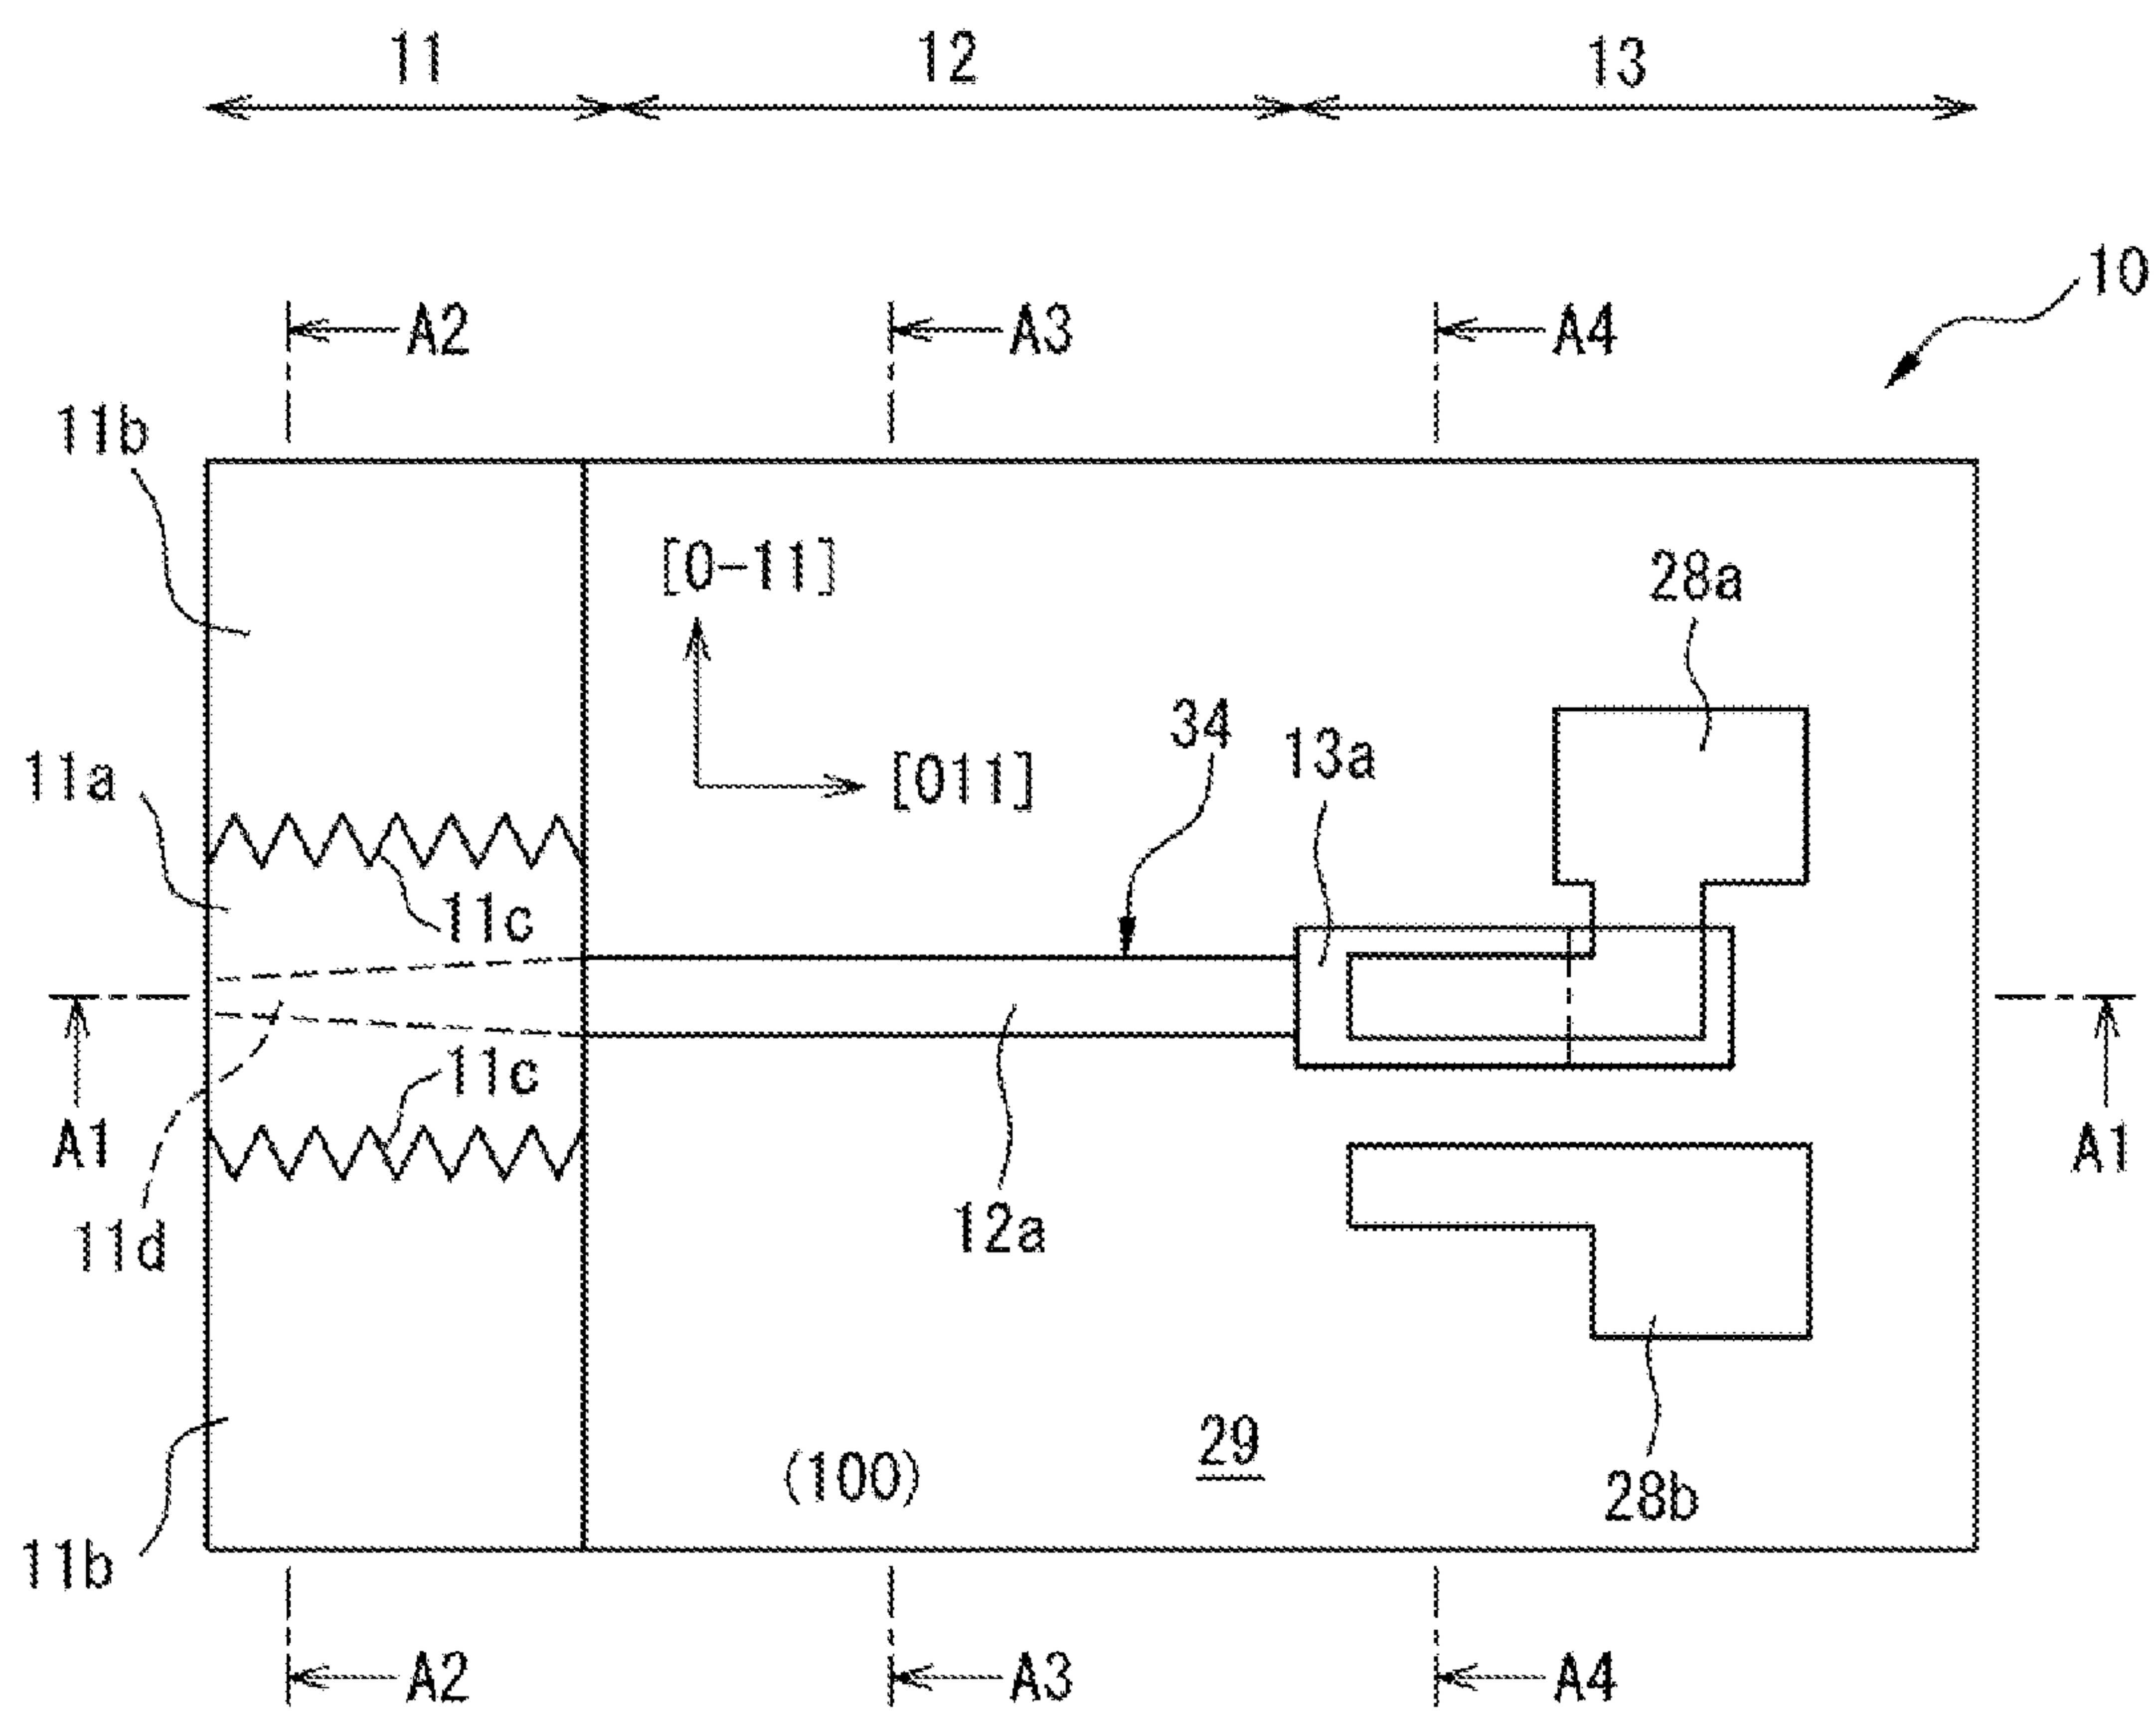 11 12 13
10
A2 A3 A4
11b
[0-11]
28a
34
13a
11a
[011]
11c
11c
A1
A1
11d
12a
29
(100)
28b
11b
A2 A3 A4